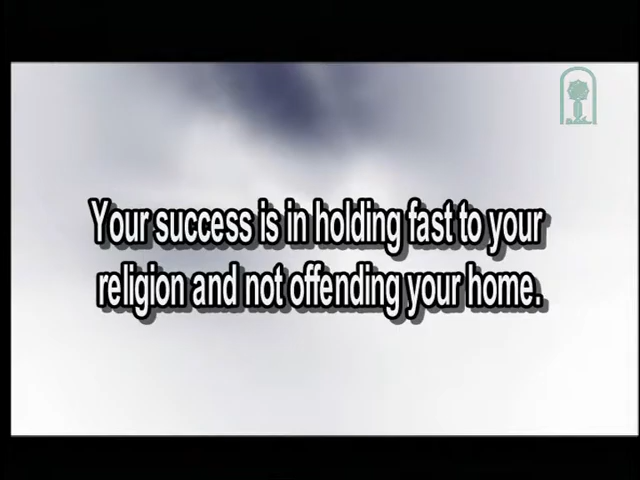 Your success is in holding fast to your
religion and not offending your home.